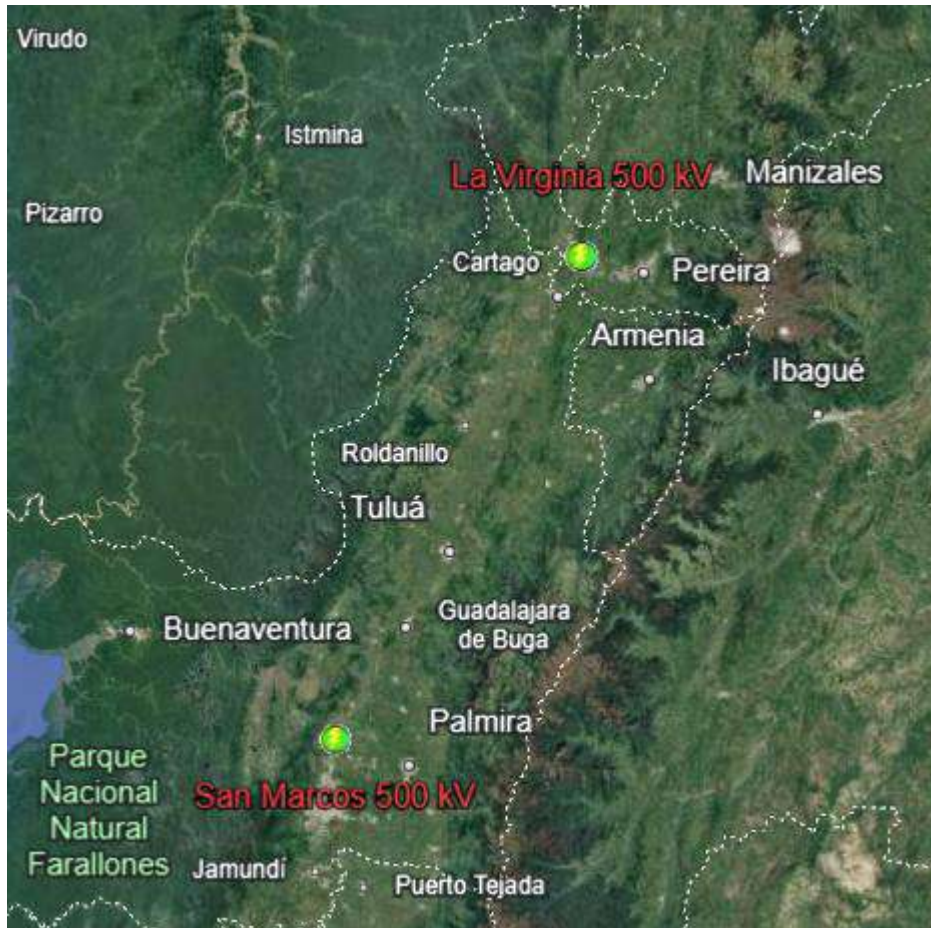 Virudo
Istmina
La Virginia 500 kV
Manizales
Pizarro
Cartago
Pereira
Armenia
Ibagué
Roldanillo
Tuluá
Buenaventura
Guadalajara
de Buga
Palmira
Parque
Nacional
Natural
Farallones
San Marcos 500 kV
Jamundí
Puerto Tejada